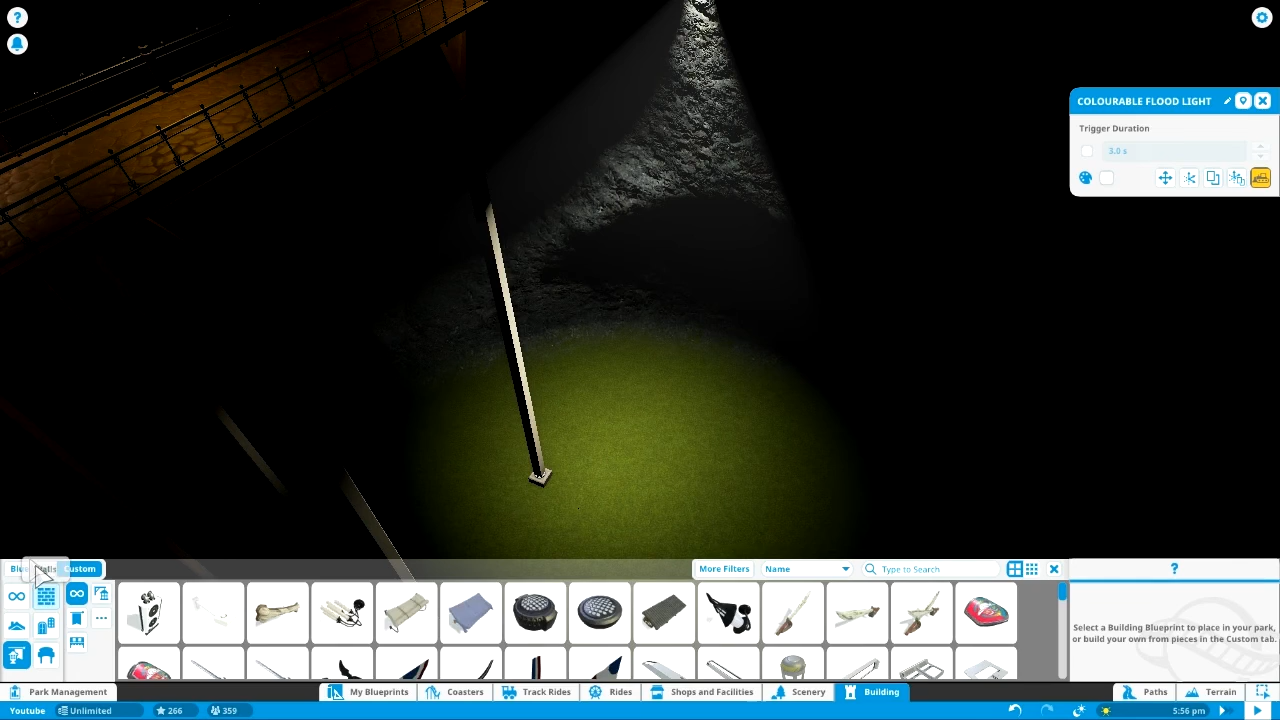 ?
COLOURABLE FLOOD LIGHT
Trigger Duration
3.0 s
Custom
More Filters
Name
Type to Search
?
Select a Building Blueprint to place in your park,
or build your own from pieces in the Custom tab.
Park Management
My Blueprints
Coasters
Track Rides
Rides
Shops and Facilities
Scenery
Building
Paths
Terrain
Youtube
Unlimited
266
359
5:56 pm